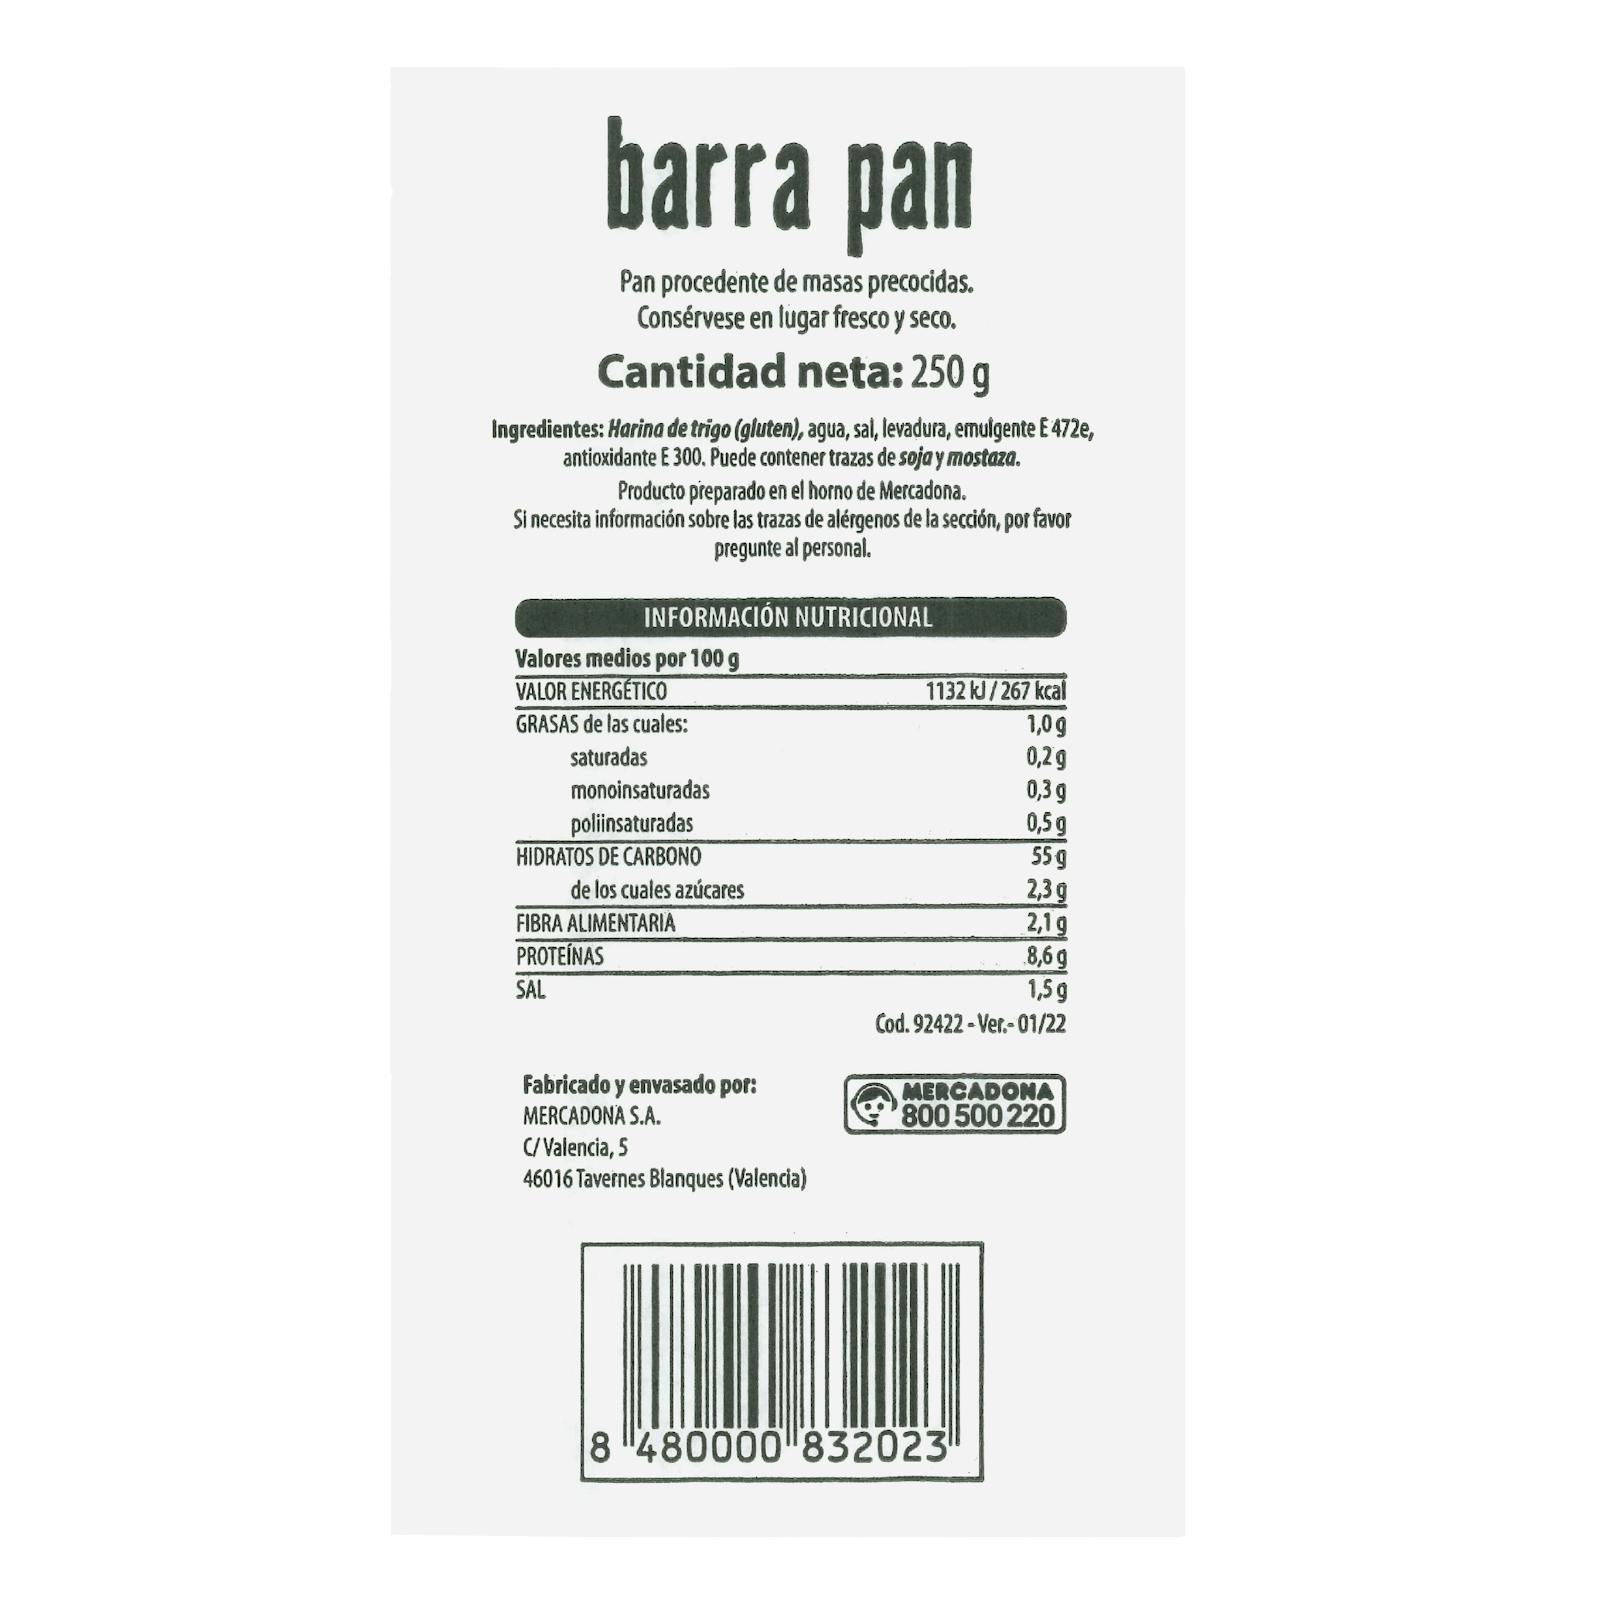 barra pan
Pan procedente de masas precocidas.
Consérvese en lugar fresco y seco.
Cantidad neta: 250 g
Ingredientes: Harina de trigo (gluten), agua, sal, levadura, emulgente E 472e,
antioxidante E 300. Puede contener trazas de soja y mostaza.
Producto preparado en el horno de Mercadona.
Si necesita información sobre las trazas de alérgenos de la sección, por favor
pregunte al personal.
INFORMACIÓN NUTRICIONAL
Valores medios por 100 g
VALOR ENERGÉTICO 1132 kJ / 267 kcal
GRASAS de las cuales: 1,0 g
saturadas 0,2 g
monoinsaturadas 0,3 g
poliinsaturadas 0,5 g
HIDRATOS DE CARBONO 55 g
de los cuales azúcares 2,3 g
FIBRA ALIMENTARIA 2,1 g
PROTEÍNAS 8,6 g
SAL 1,5 g
Cod. 92422 - Ver.- 01/22
Fabricado y envasado por:
MERCADONA S.A.
C/ Valencia, 5
46016 Tavernes Blanques (Valencia)
MERCADONA
800 500 220
8 480000 832023